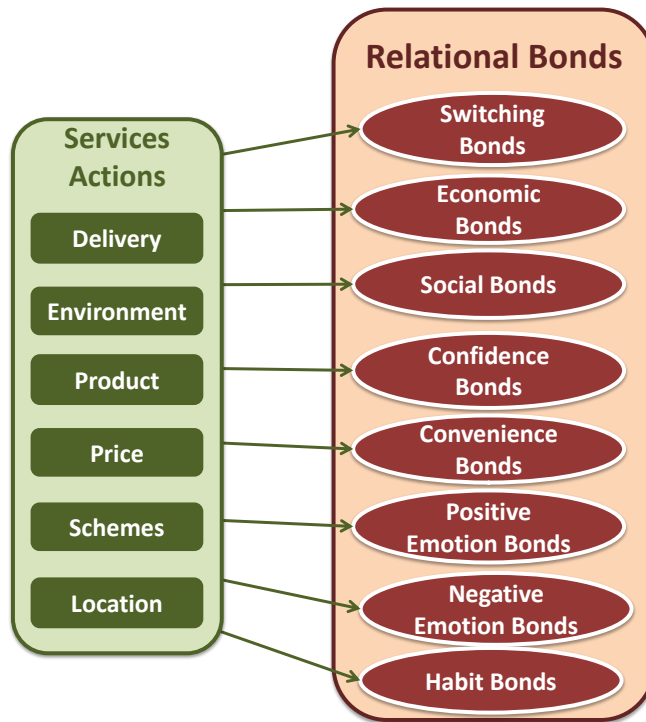 Services
Actions
Delivery
Environment
Product
Price
Schemes
Location
Relational Bonds
Switching
Bonds
Economic
Bonds
Social Bonds
Confidence
Bonds
Convenience
Bonds
Positive
Emotion Bonds
Negative
Emotion Bonds
Habit Bonds